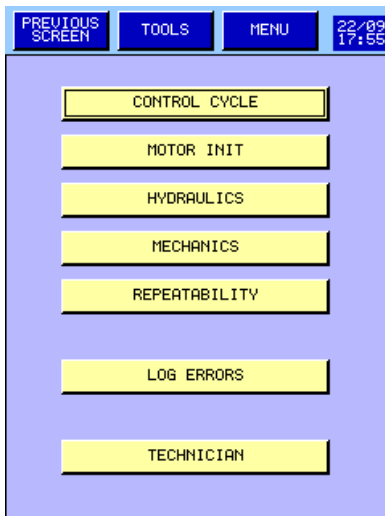 PREVIOUS
SCREEN
TOOLS
MENU
22/09
17:55
CONTROL CYCLE
MOTOR INIT
HYDRAULICS
MECHANICS
REPEATABILITY
LOG ERRORS
TECHNICIAN